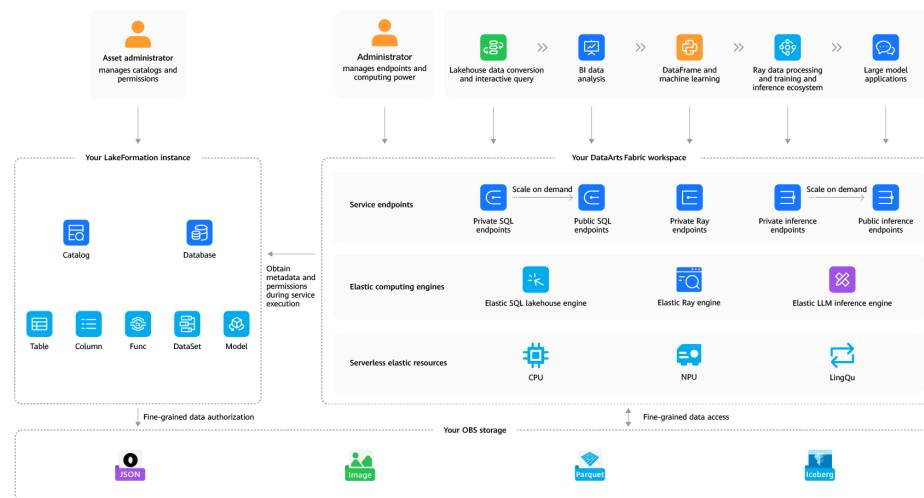 Asset administrator
manages catalogs and
permissions
Administrator
manages endpoints and
computing power
Lakehouse data conversion
and interactive query
BI data
analysis
DataFrame and
machine learning
Ray data processing
and training and
inference ecosystem
Large model
applications
Your LakeFormation instance
Catalog
Database
Table
Column
Func
DataSet
Model
Obtain
metadata and
permissions
during service
execution
Your DataArts Fabric workspace
Service endpoints
Scale on demand
Scale on demand
Private SQL
endpoints
Public SQL
endpoints
Private Ray
endpoints
Private inference
endpoints
Public inference
endpoints
Elastic computing engines
Elastic SQL lakehouse engine
Elastic Ray engine
Elastic LLM inference engine
Serverless elastic resources
CPU
NPU
LingQu
Fine-grained data authorization
Fine-grained data access
Your OBS storage
JSON
Image
Parquet
Iceberg